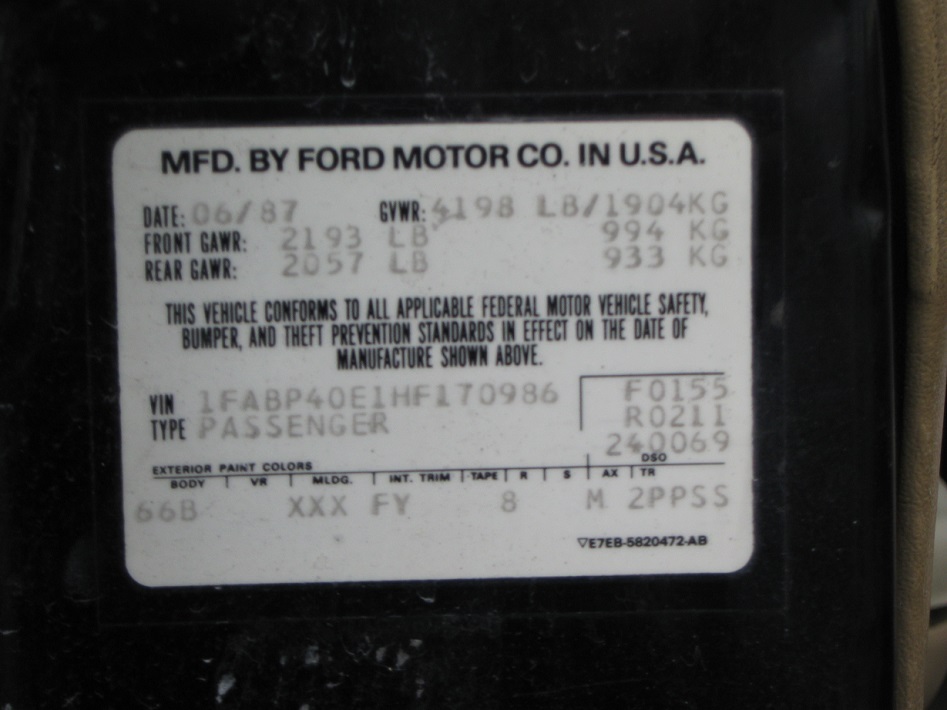 MFD. BY FORD MOTOR CO. IN U.S.A.
DATE: 06/87 GVWR: 4198 LB/1904KG
FRONT GAWR: 2193 LB 994 KG
REAR GAWR: 2057 LB 933 KG
THIS VEHICLE CONFORMS TO ALL APPLICABLE FEDERAL MOTOR VEHICLE SAFETY,
BUMPER, AND THEFT PREVENTION STANDARDS IN EFFECT ON THE DATE OF
MANUFACTURE SHOWN ABOVE.
VIN 1FABP40E1HF170986 F0155
TYPE PASSENGER R0211
240069
EXTERIOR PAINT COLORS DSO
BODY VR MLDG. INT. TRIM TAPE R S AX TR
66B XXX FY 8 M 2PPSS
▽E7EB-5820472-AB